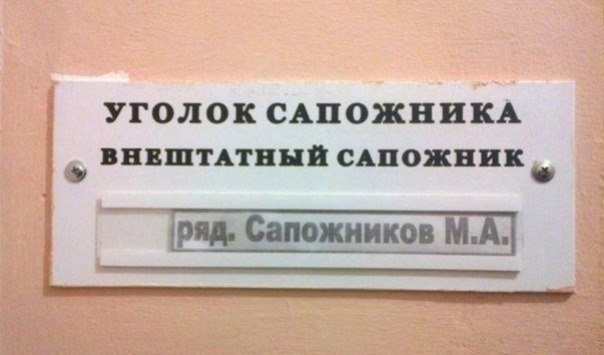 УГОЛОК САПОЖНИКА
ВНЕШТАТНЫЙ САПОЖНИК
ряд. Сапожников М.А.